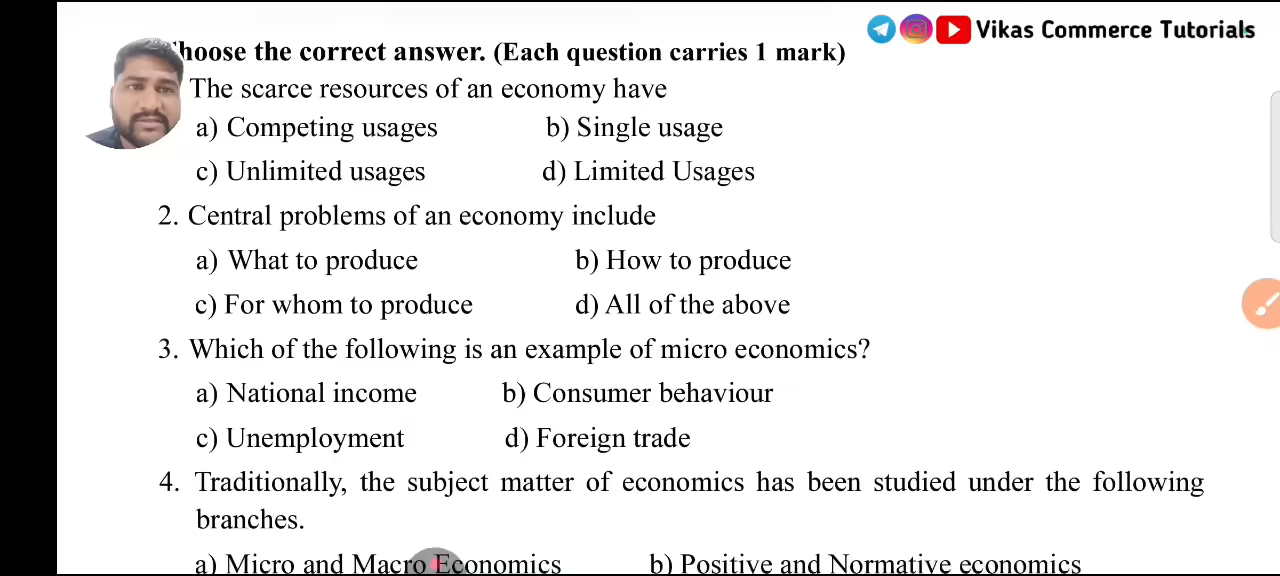 Vikas Commerce Tutorials
hoose the correct answer. (Each question carries 1 mark)
The scarce resources of an economy have
a) Competing usages b) Single usage
c) Unlimited usages d) Limited Usages
2. Central problems of an economy include
a) What to produce b) How to produce
c) For whom to produce d) All of the above
3. Which of the following is an example of micro economics?
a) National income b) Consumer behaviour
c) Unemployment d) Foreign trade
4. Traditionally, the subject matter of economics has been studied under the following
branches.
a) Micro and Macro Economics b) Positive and Normative economics